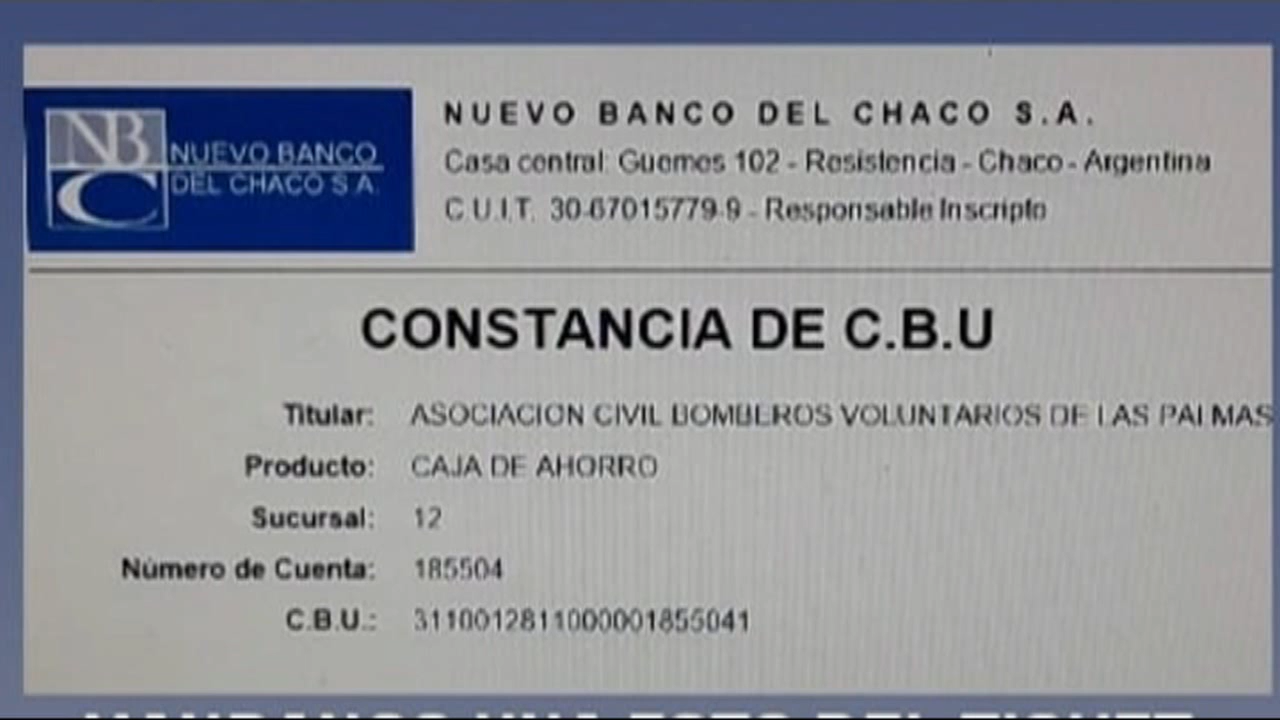 NBC
NUEVO BANCO
DEL CHACO S.A.
NUEVO BANCO DEL CHACO S.A.
Casa central: Güemes 102 - Resistencia - Chaco - Argentina
C.U.I.T. 30-67015779-9 - Responsable Inscripto
CONSTANCIA DE C.B.U
Titular: ASOCIACION CIVIL BOMBEROS VOLUNTARIOS DE LAS PALMAS
Producto: CAJA DE AHORRO
Sucursal: 12
Número de Cuenta: 185504
C.B.U.: 3110012811000001855041